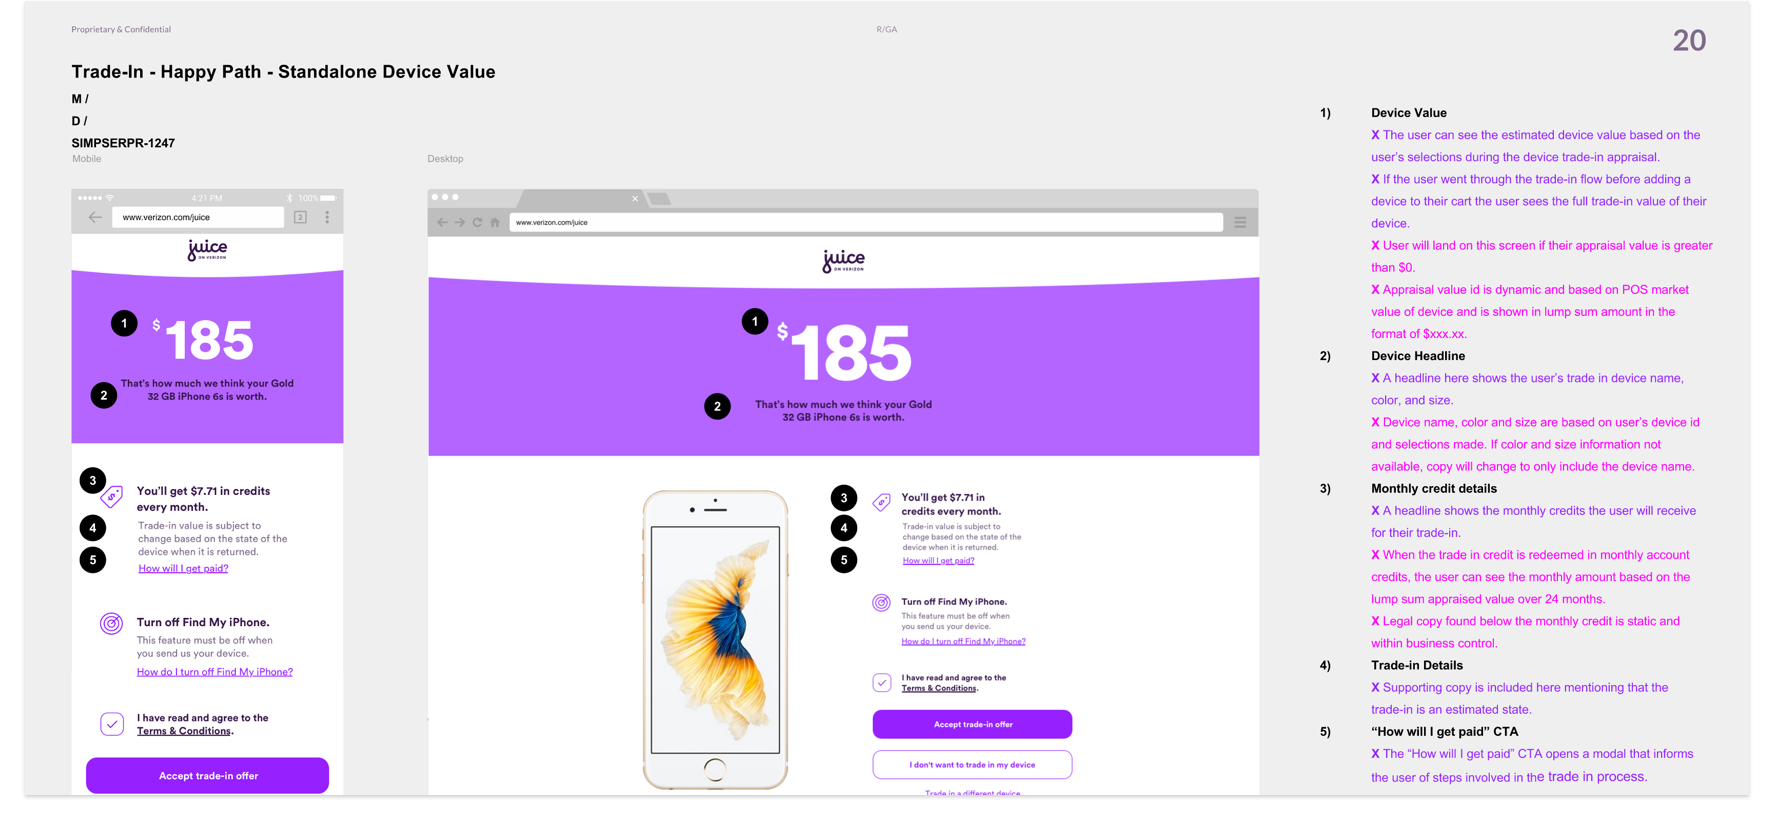 Proprietary & Confidential
R/GA
20
Trade-In - Happy Path - Standalone Device Value
M /
D /
SIMPSERPR-1247
Mobile
4:21 PM
100%
www.verizon.com/juice
2
juice
ON VERIZON
1
$185
2
That's how much we think your Gold
32 GB iPhone 6s is worth.
3
You'll get $7.71 in credits
every month.
4
Trade-in value is subject to
change based on the state of the
device when it is returned.
5
How will I get paid?
Turn off Find My iPhone.
This feature must be off when
you send us your device.
How do I turn off Find My iPhone?
I have read and agree to the
Terms & Conditions.
Accept trade-in offer
Desktop
www.verizon.com/juice
juice
ON VERIZON
1
$185
2
That's how much we think your Gold
32 GB iPhone 6s is worth.
3
You'll get $7.71 in
credits every month.
4
Trade-in value is subject to
change based on the state of the
device when it is returned.
5
How will I get paid?
Turn off Find My iPhone.
This feature must be off when
you send us your device.
How do I turn off Find My iPhone?
I have read and agree to the
Terms & Conditions.
Accept trade-in offer
I don't want to trade in my device
Trade in a different device
1) Device Value
X The user can see the estimated device value based on the
user's selections during the device trade-in appraisal.
X If the user went through the trade-in flow before adding a
device to their cart the user sees the full trade-in value of their
device.
X User will land on this screen if their appraisal value is greater
than $0.
X Appraisal value id is dynamic and based on POS market
value of device and is shown in lump sum amount in the
format of $xxx.xx.
2) Device Headline
X A headline here shows the user's trade in device name,
color, and size.
X Device name, color and size are based on user's device id
and selections made. If color and size information not
available, copy will change to only include the device name.
3) Monthly credit details
X A headline shows the monthly credits the user will receive
for their trade-in.
X When the trade in credit is redeemed in monthly account
credits, the user can see the monthly amount based on the
lump sum appraised value over 24 months.
X Legal copy found below the monthly credit is static and
within business control.
4) Trade-in Details
X Supporting copy is included here mentioning that the
trade-in is an estimated state.
5) “How will I get paid” CTA
X The “How will I get paid” CTA opens a modal that informs
the user of steps involved in the trade in process.